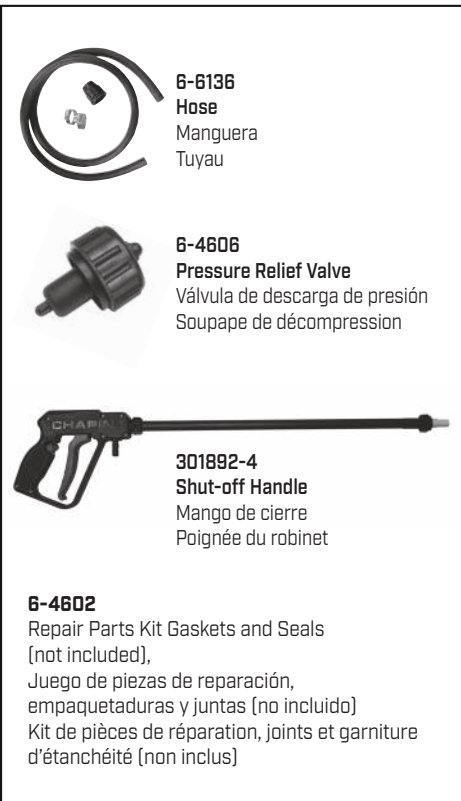 6-6136
Hose
Manguera
Tuyau
6-4606
Pressure Relief Valve
Válvula de descarga de presión
Soupape de décompression
CHAPIN
301892-4
Shut-off Handle
Mango de cierre
Poignée du robinet
6-4602
Repair Parts Kit Gaskets and Seals
(not included),
Juego de piezas de reparación,
empaquetaduras y juntas (no incluido)
Kit de pièces de réparation, joints et garniture
d’étanchéité (non inclus)